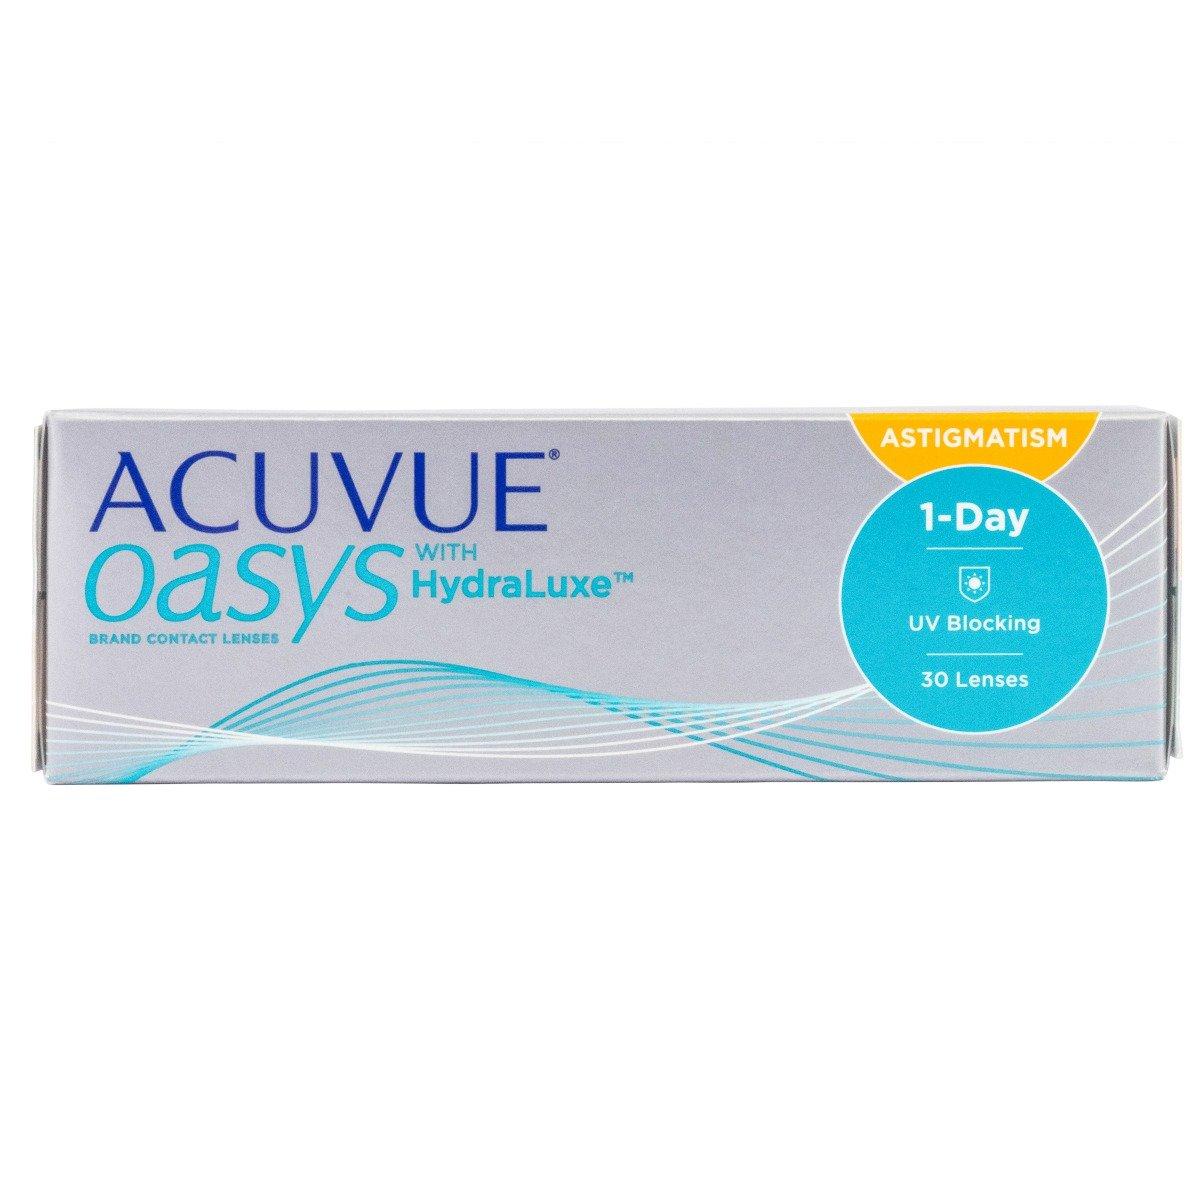 ACUVUE®
oasys WITH HydraLuxe™
BRAND CONTACT LENSES
ASTIGMATISM
1-Day
UV Blocking
30 Lenses